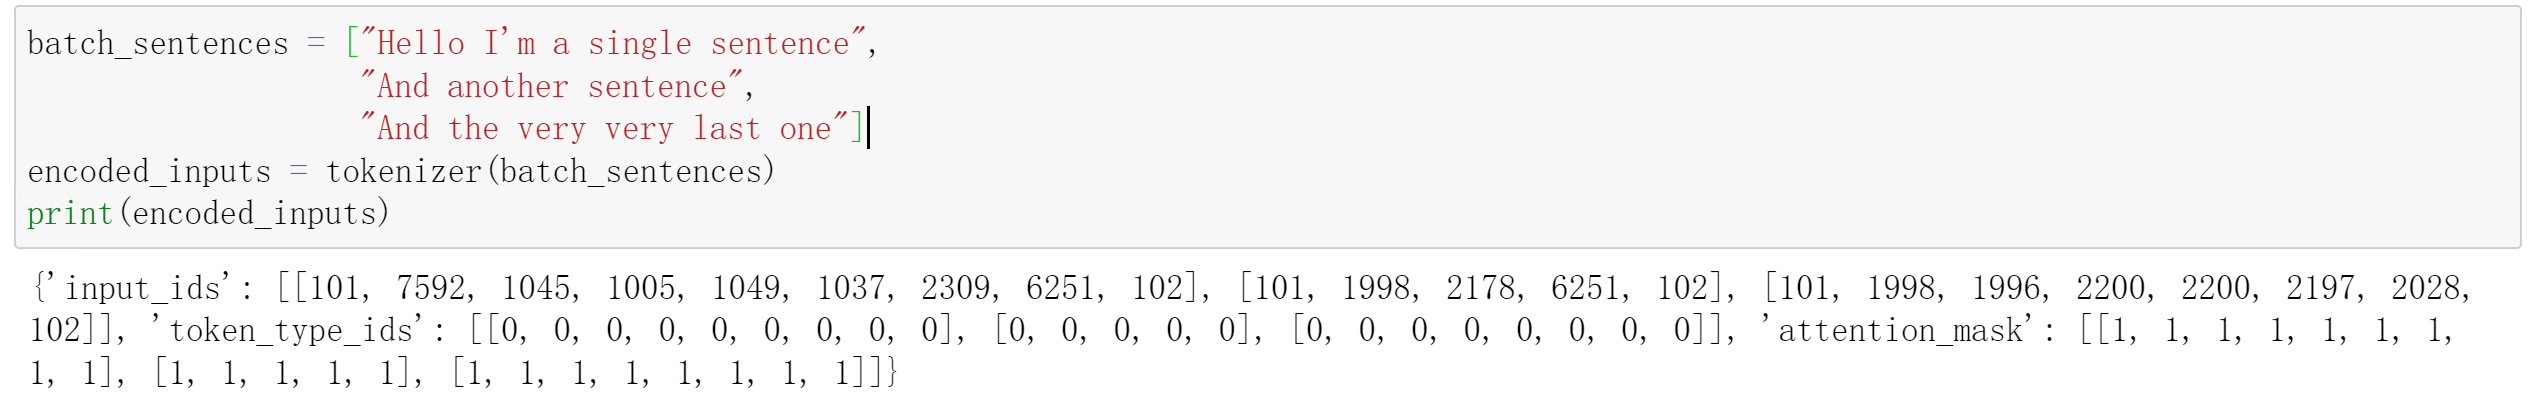 batch_sentences = ["Hello I'm a single sentence",
"And another sentence",
"And the very very last one"]
encoded_inputs = tokenizer(batch_sentences)
print(encoded_inputs)
{'input_ids': [[101, 7592, 1045, 1005, 1049, 1037, 2309, 6251, 102], [101, 1998, 2178, 6251, 102], [101, 1998, 1996, 2200, 2200, 2197, 2028,
102]], 'token_type_ids': [[0, 0, 0, 0, 0, 0, 0, 0, 0], [0, 0, 0, 0, 0], [0, 0, 0, 0, 0, 0, 0, 0]], 'attention_mask': [[1, 1, 1, 1, 1, 1, 1,
1, 1], [1, 1, 1, 1, 1], [1, 1, 1, 1, 1, 1, 1, 1]]}